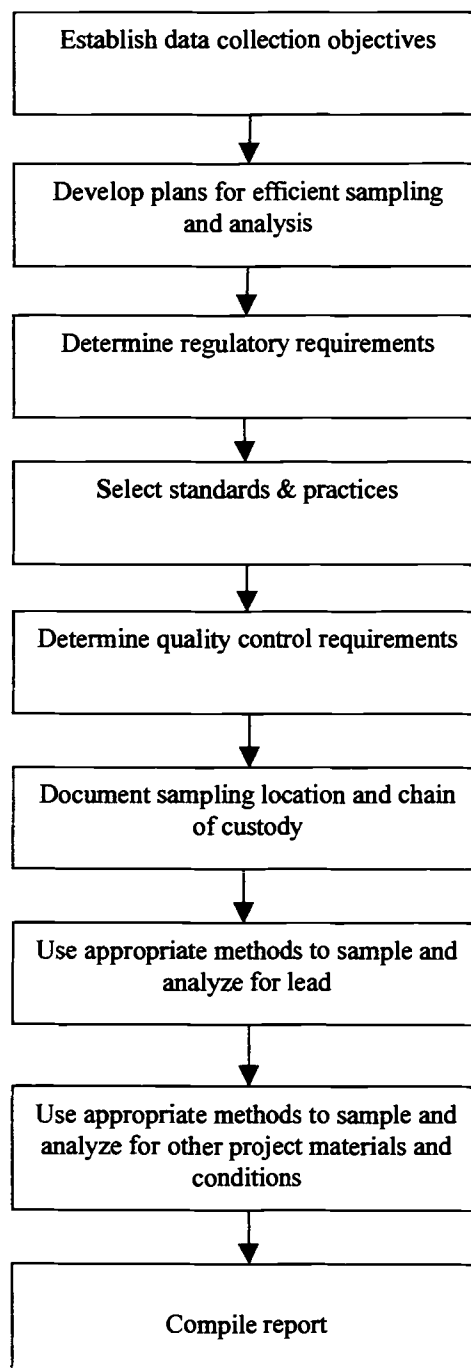 Establish data collection objectives
Develop plans for efficient sampling
and analysis
Determine regulatory requirements
Select standards & practices
Determine quality control requirements
Document sampling location and chain
of custody
Use appropriate methods to sample and
analyze for lead
Use appropriate methods to sample and
analyze for other project materials and
conditions
Compile report